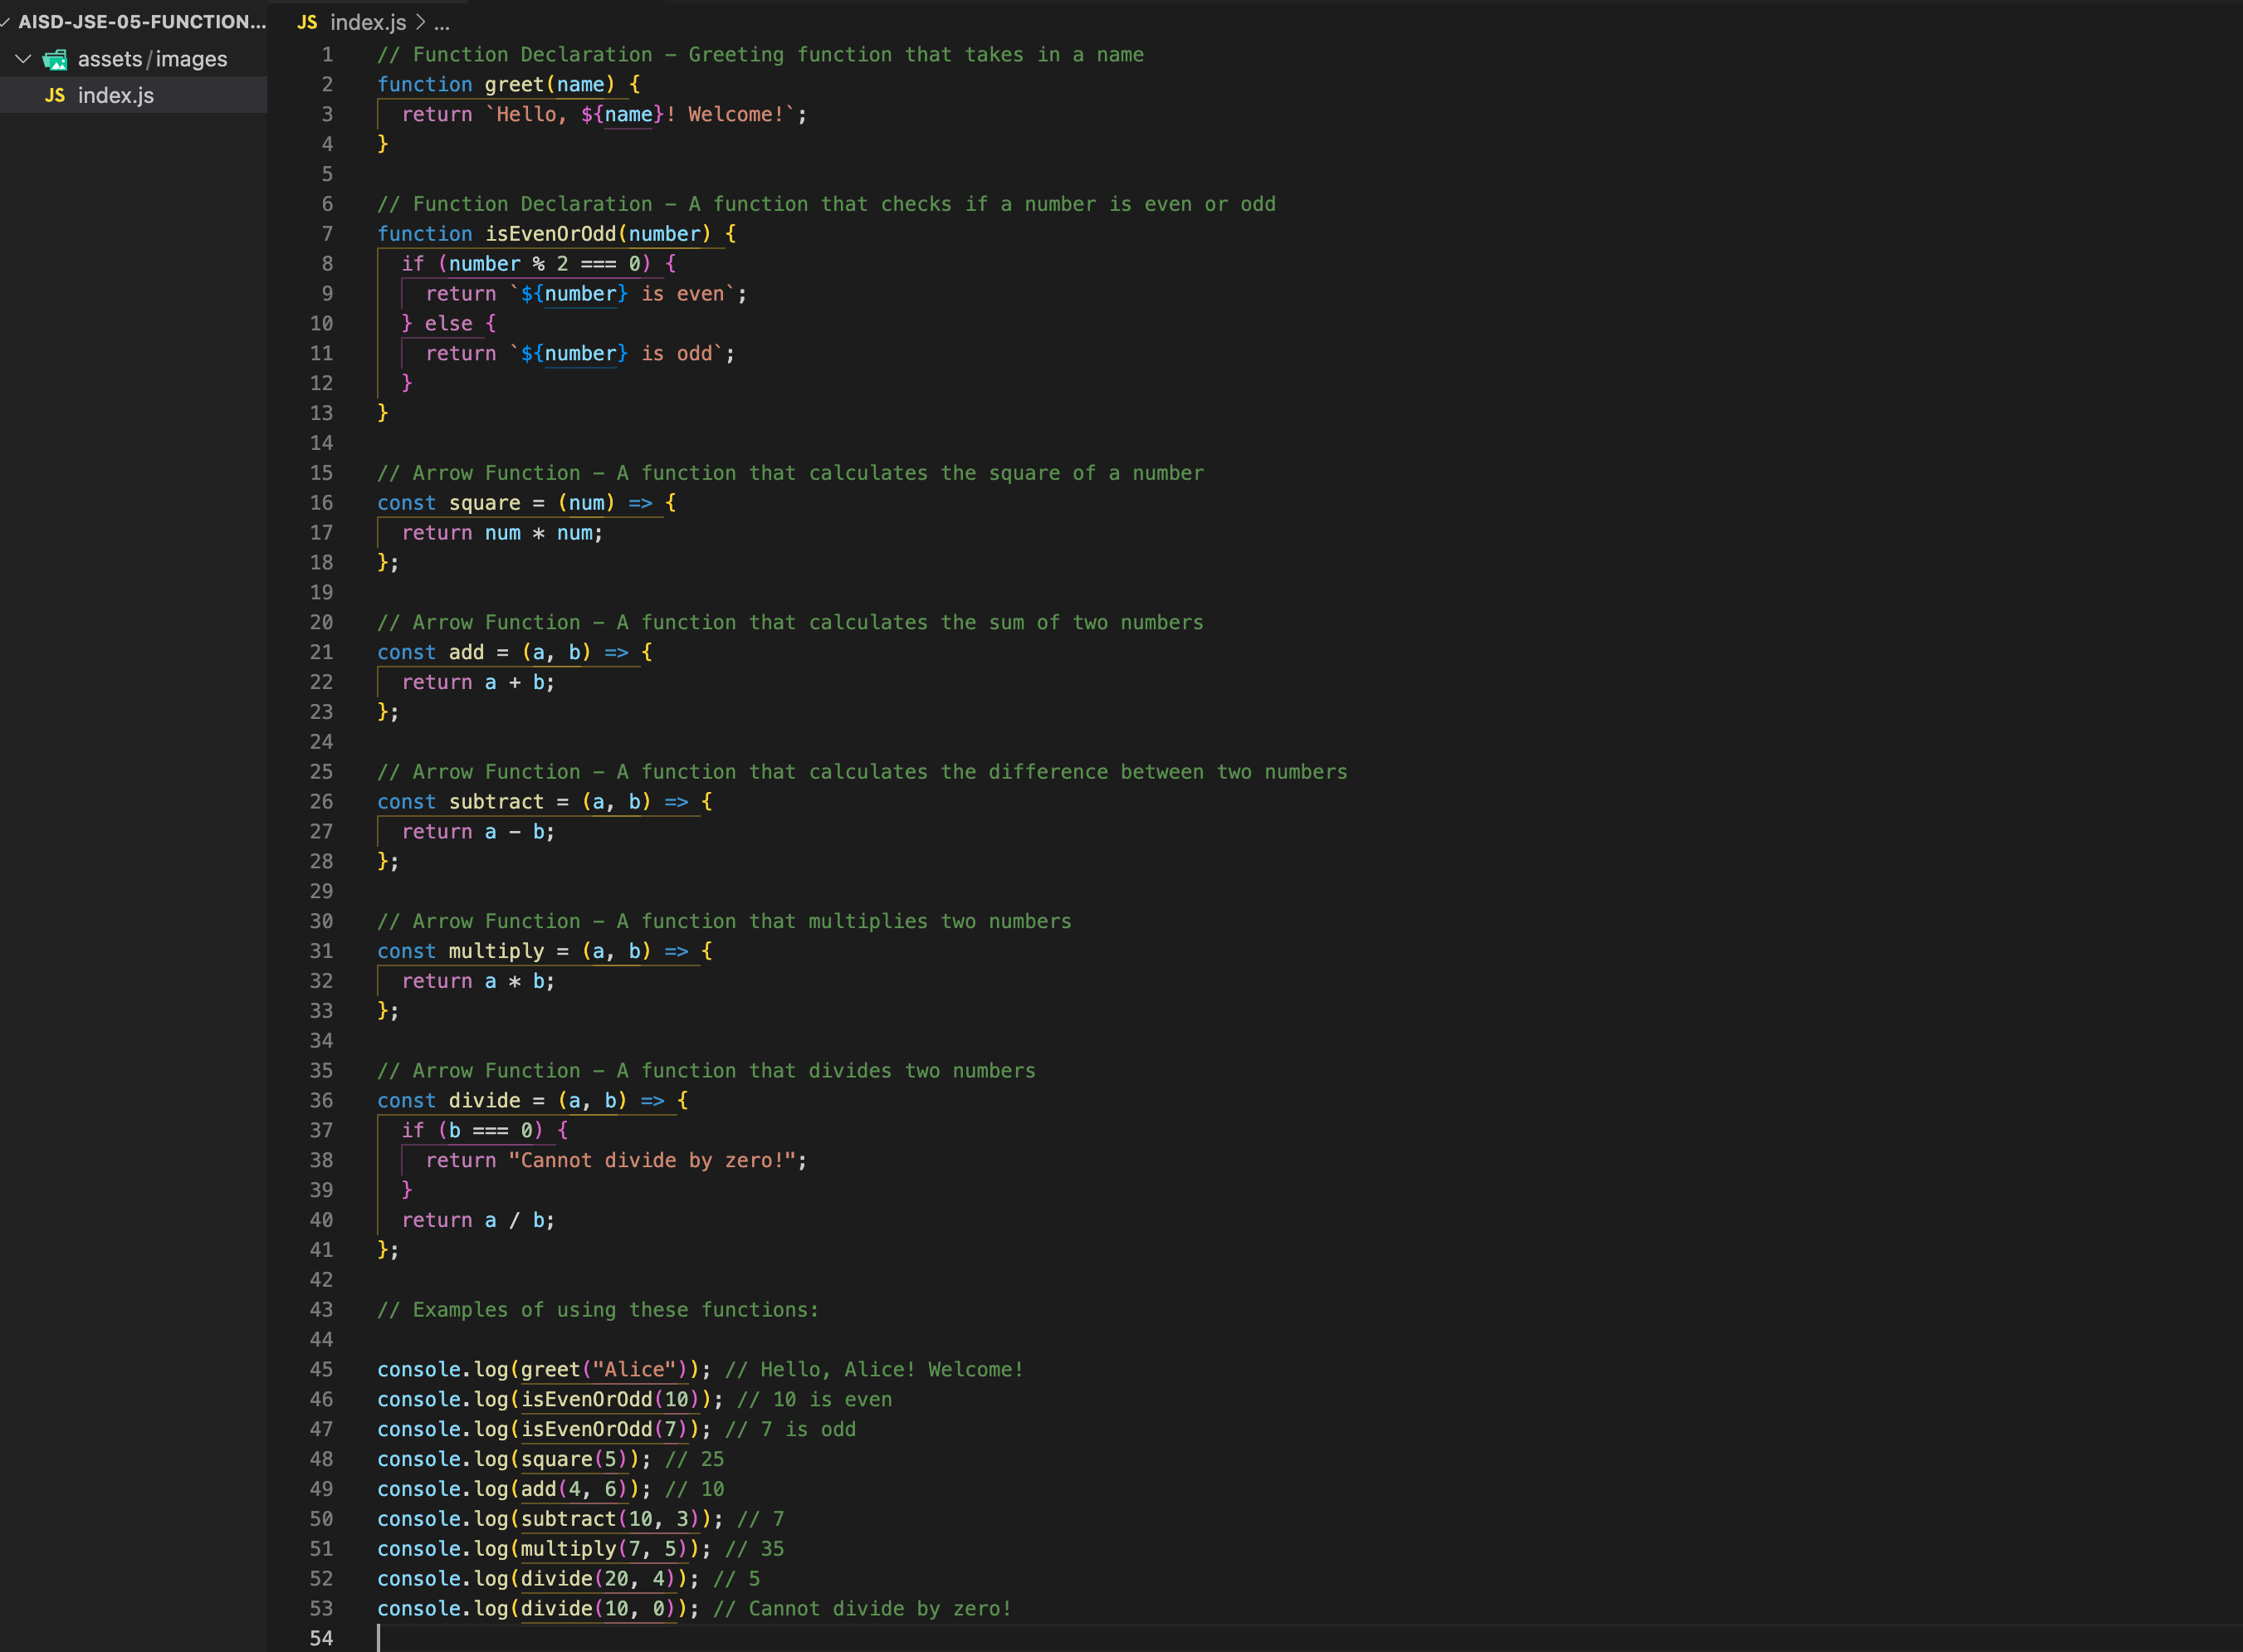 AISD-JSE-05-FUNCTION...
assets/images
JS index.js
JS index.js > ...
1 // Function Declaration - Greeting function that takes in a name
2 function greet(name) {
3   return `Hello, ${name}! Welcome!`;
4 }
5
6 // Function Declaration - A function that checks if a number is even or odd
7 function isEvenOrOdd(number) {
8   if (number % 2 === 0) {
9     return `${number} is even`;
10   } else {
11     return `${number} is odd`;
12   }
13 }
14
15 // Arrow Function - A function that calculates the square of a number
16 const square = (num) => {
17   return num * num;
18 };
19
20 // Arrow Function - A function that calculates the sum of two numbers
21 const add = (a, b) => {
22   return a + b;
23 };
24
25 // Arrow Function - A function that calculates the difference between two numbers
26 const subtract = (a, b) => {
27   return a - b;
28 };
29
30 // Arrow Function - A function that multiplies two numbers
31 const multiply = (a, b) => {
32   return a * b;
33 };
34
35 // Arrow Function - A function that divides two numbers
36 const divide = (a, b) => {
37   if (b === 0) {
38     return "Cannot divide by zero!";
39   }
40   return a / b;
41 };
42
43 // Examples of using these functions:
44
45 console.log(greet("Alice")); // Hello, Alice! Welcome!
46 console.log(isEvenOrOdd(10)); // 10 is even
47 console.log(isEvenOrOdd(7)); // 7 is odd
48 console.log(square(5)); // 25
49 console.log(add(4, 6)); // 10
50 console.log(subtract(10, 3)); // 7
51 console.log(multiply(7, 5)); // 35
52 console.log(divide(20, 4)); // 5
53 console.log(divide(10, 0)); // Cannot divide by zero!
54